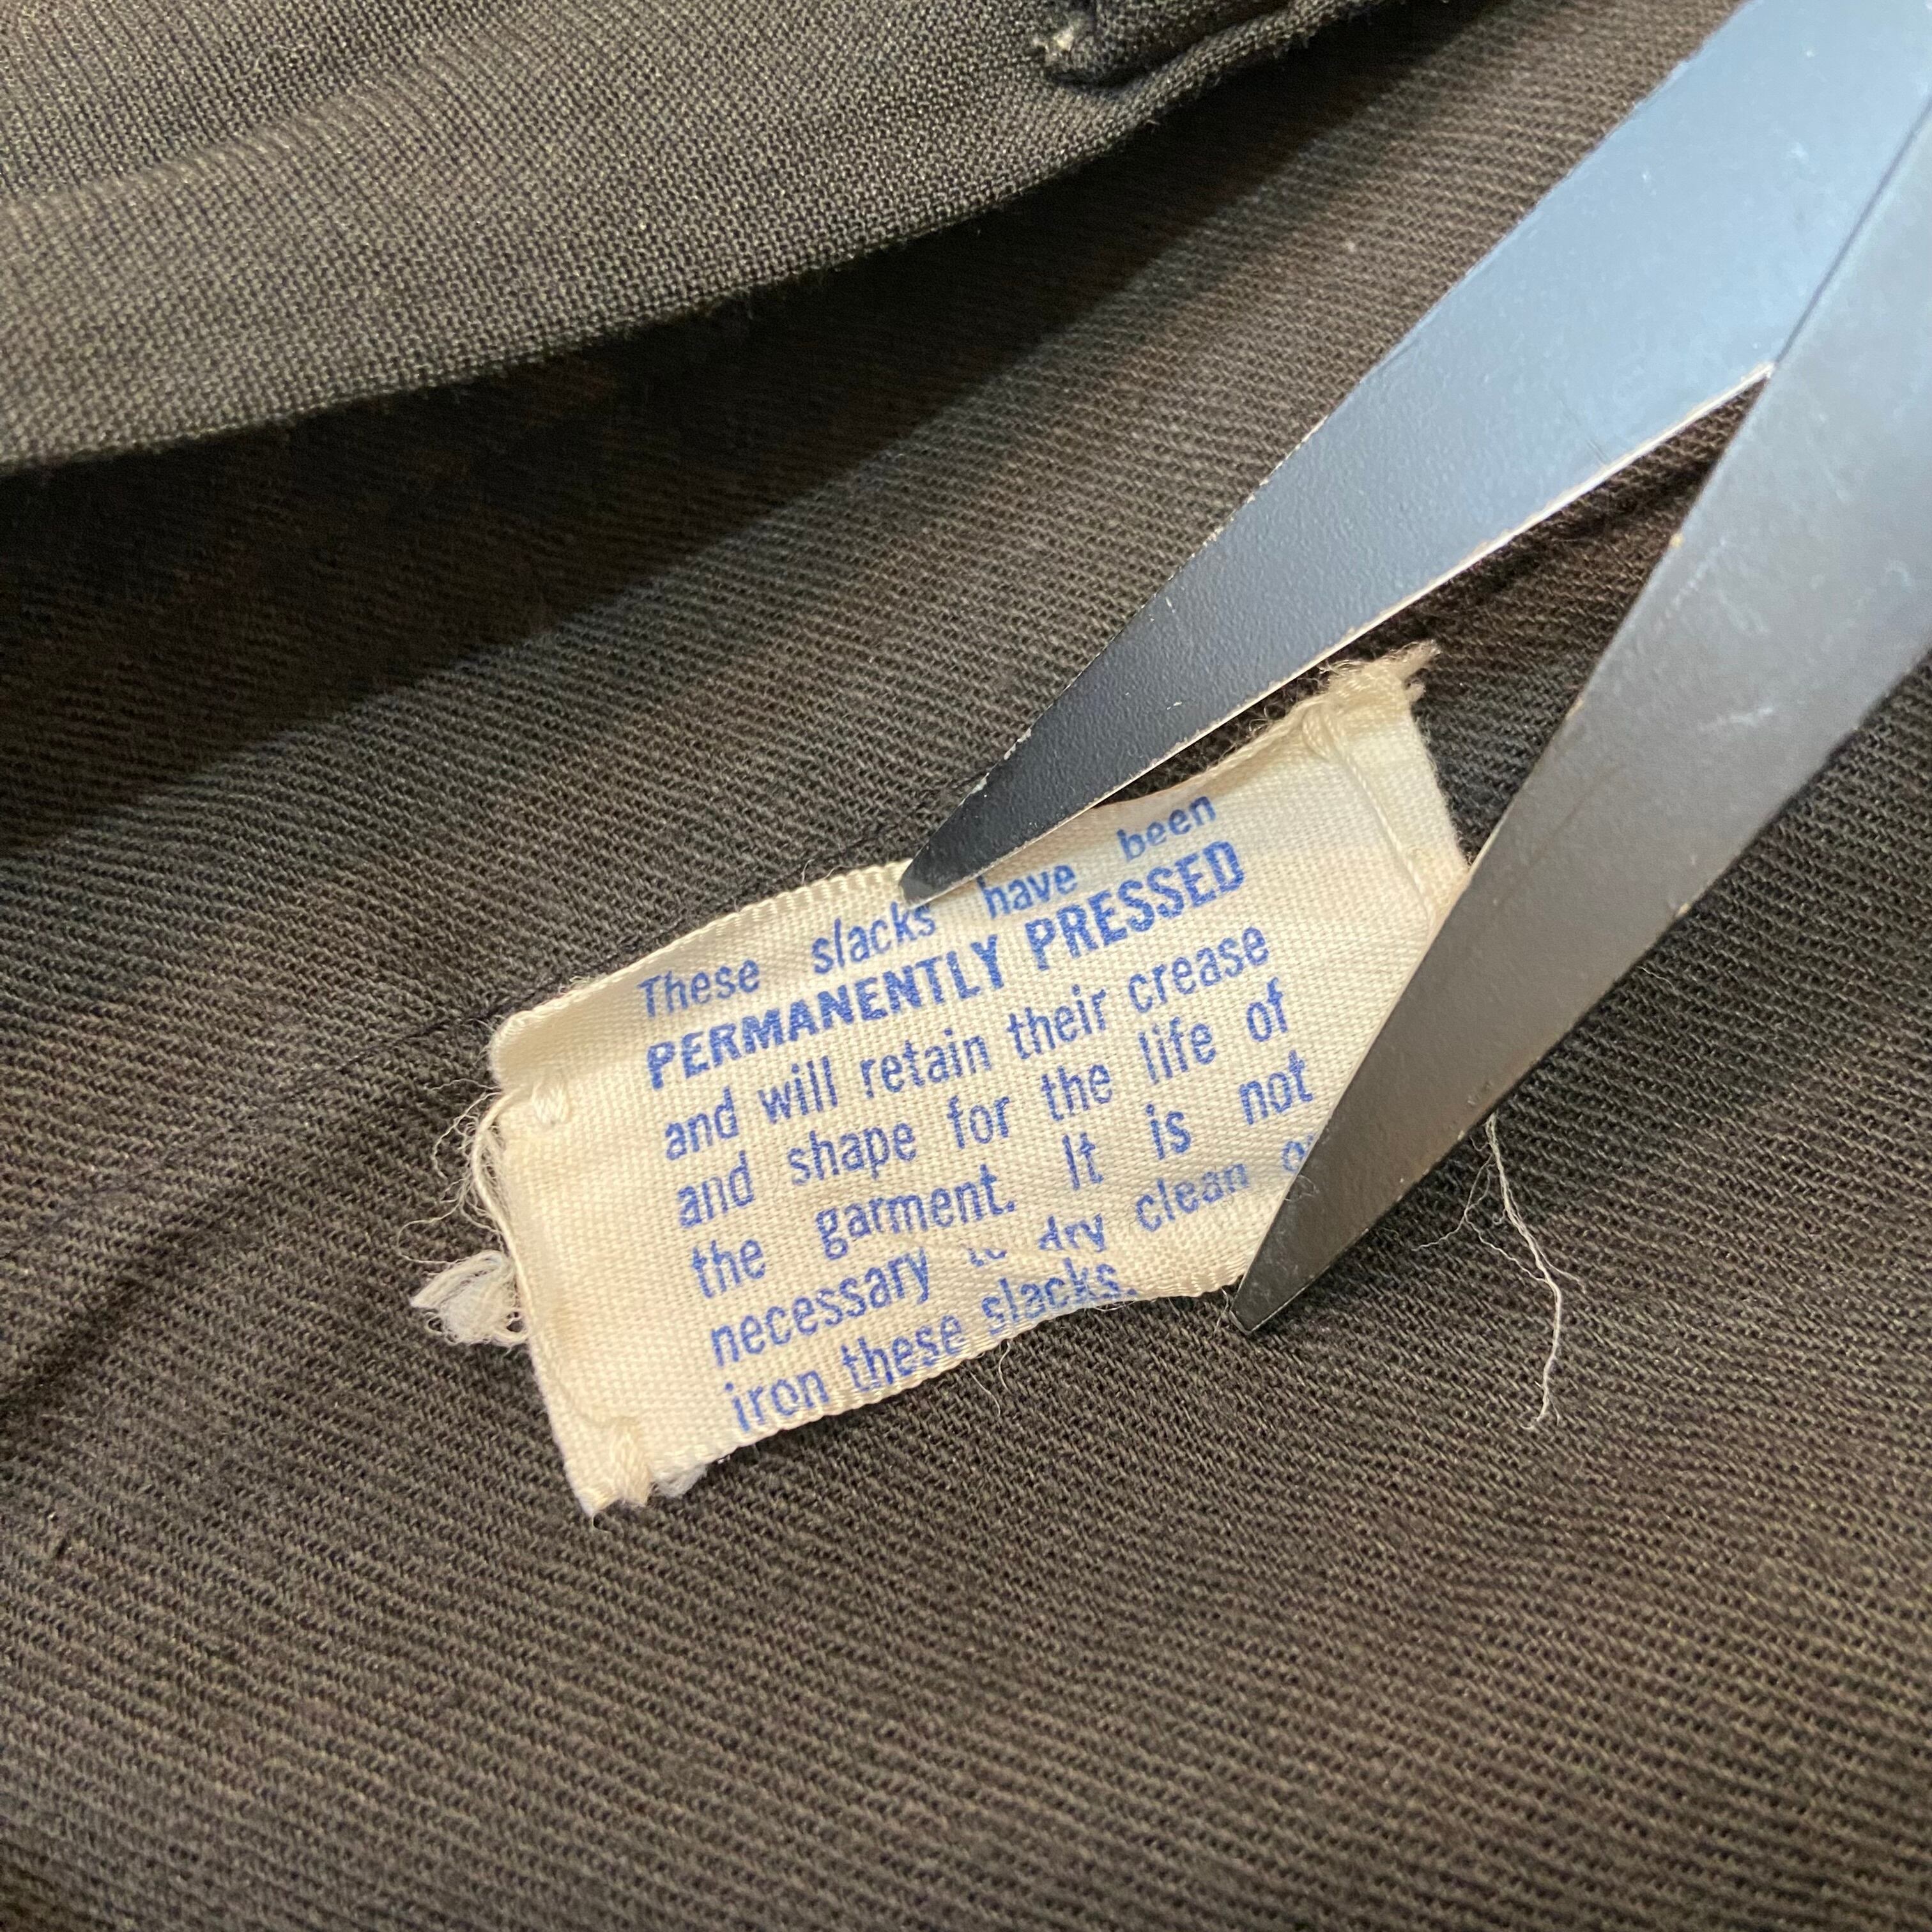 These slacks have been
PERMANENTLY PRESSED
and will retain their crease
and shape for the life of
the garment. It is not
necessary to dry clean or
iron these slacks.